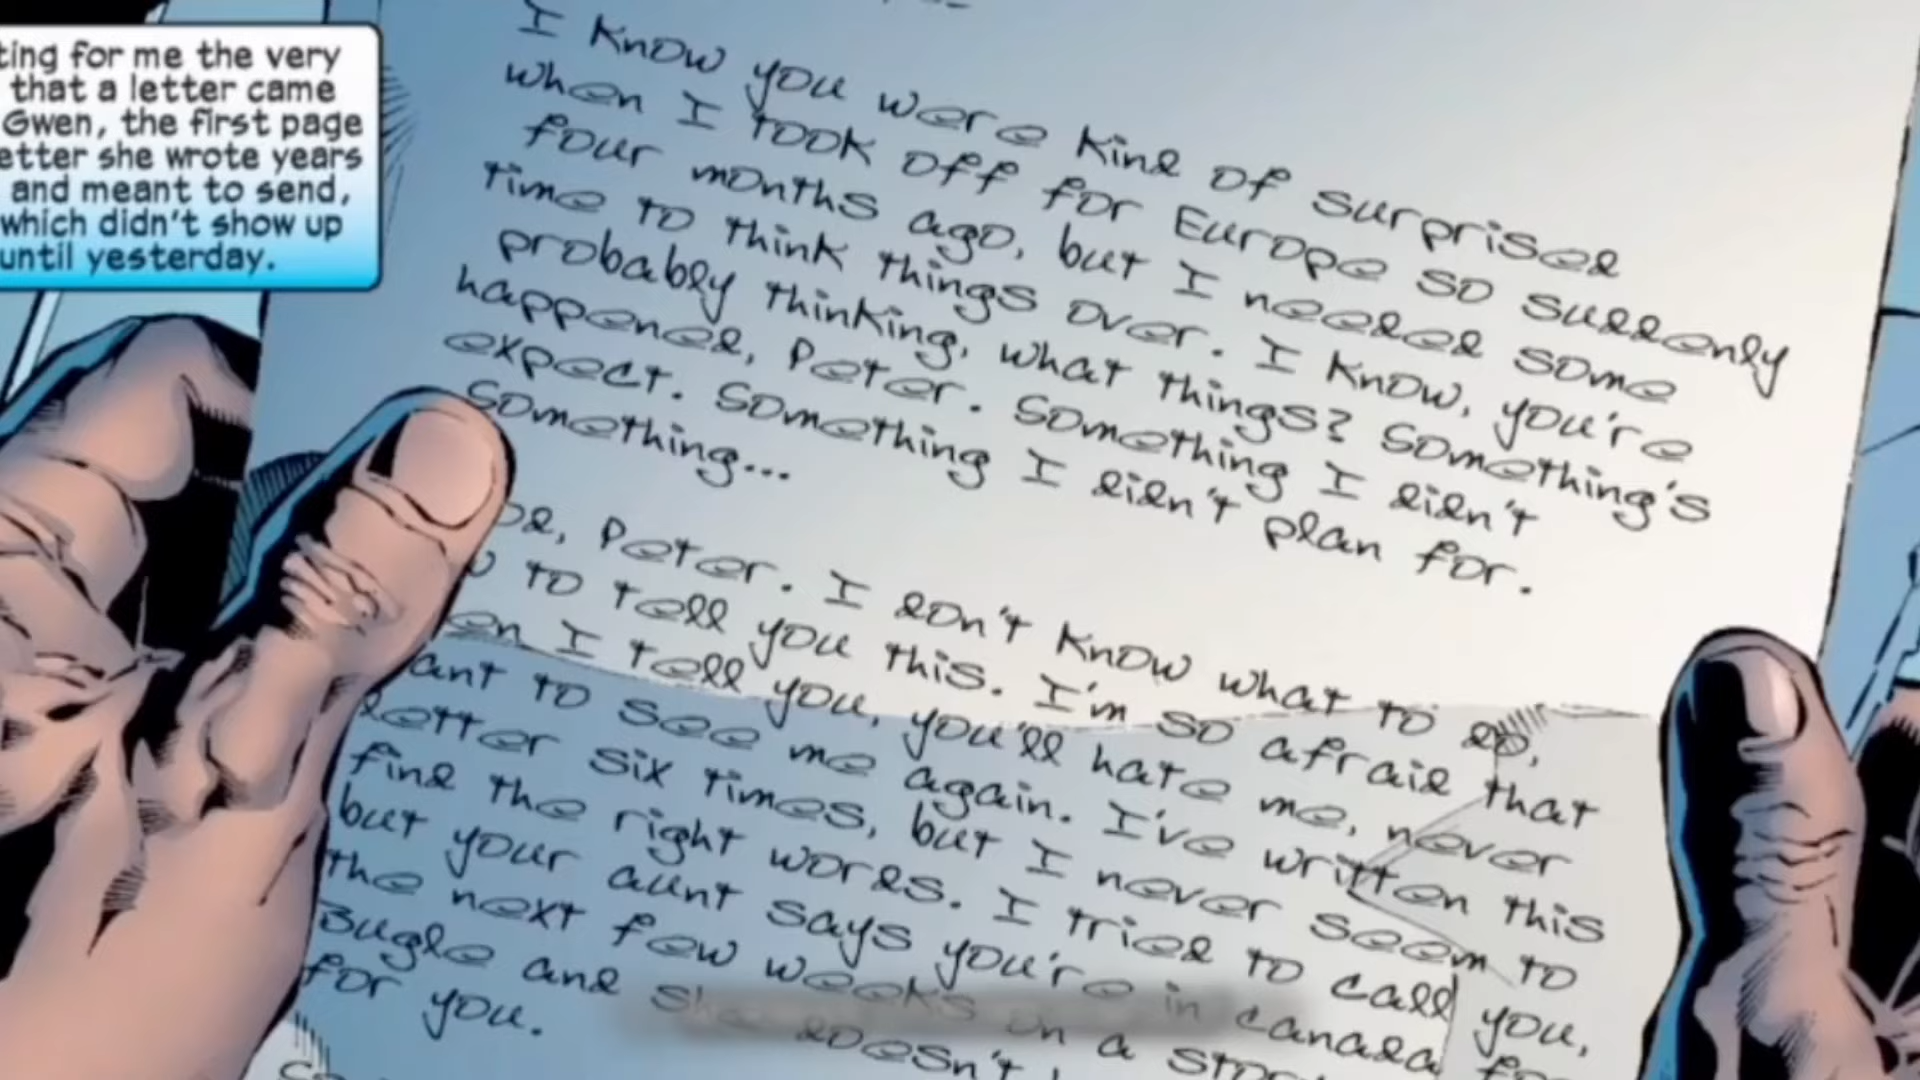 ting for me the very
that a letter came
Gwen, the first page
etter she wrote years
and meant to send,
which didn't show up
until yesterday.
I know you were kind of surprised
when I took off for Europe so suddenly
four months ago, but I needed some
time to think things over. I know, you're
probably thinking, what things? Something's
happened, Peter. Something I didn't
expect. Something I didn't plan for.
Something...
Peter. I don't know what to do,
to tell you this. I'm so afraid that
en I tell you, you'll hate me, never
ant to see me again. I've written this
letter six times, but I never seem to
find the right words. I tried to call you,
but your aunt says you're in Canada for
the next few weeks on a stor
Bugle and she doesn't
for you.